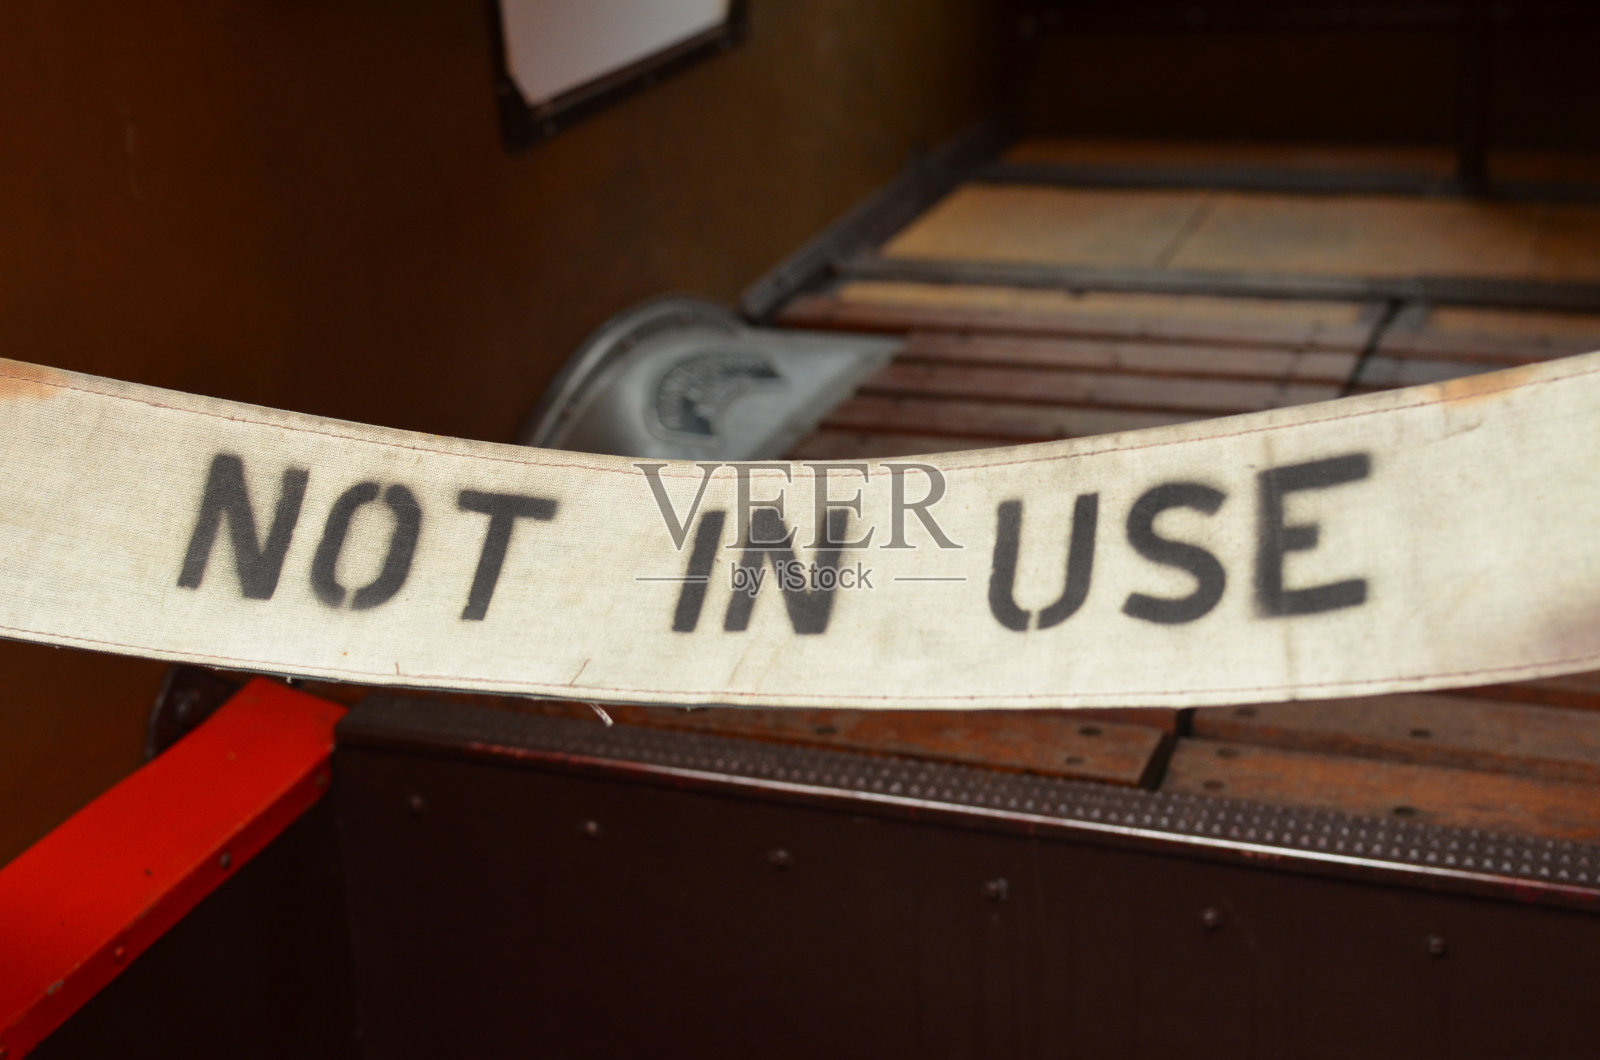 NOT IN USE
VEER
by iStock